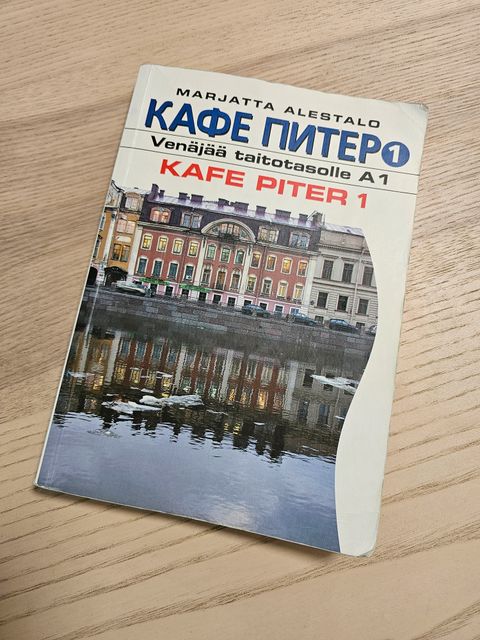 MARJATTA ALESTALO
КАФЕ ПИТЕР 1
Venäjää taitotasolle A1
KAFE PITER 1